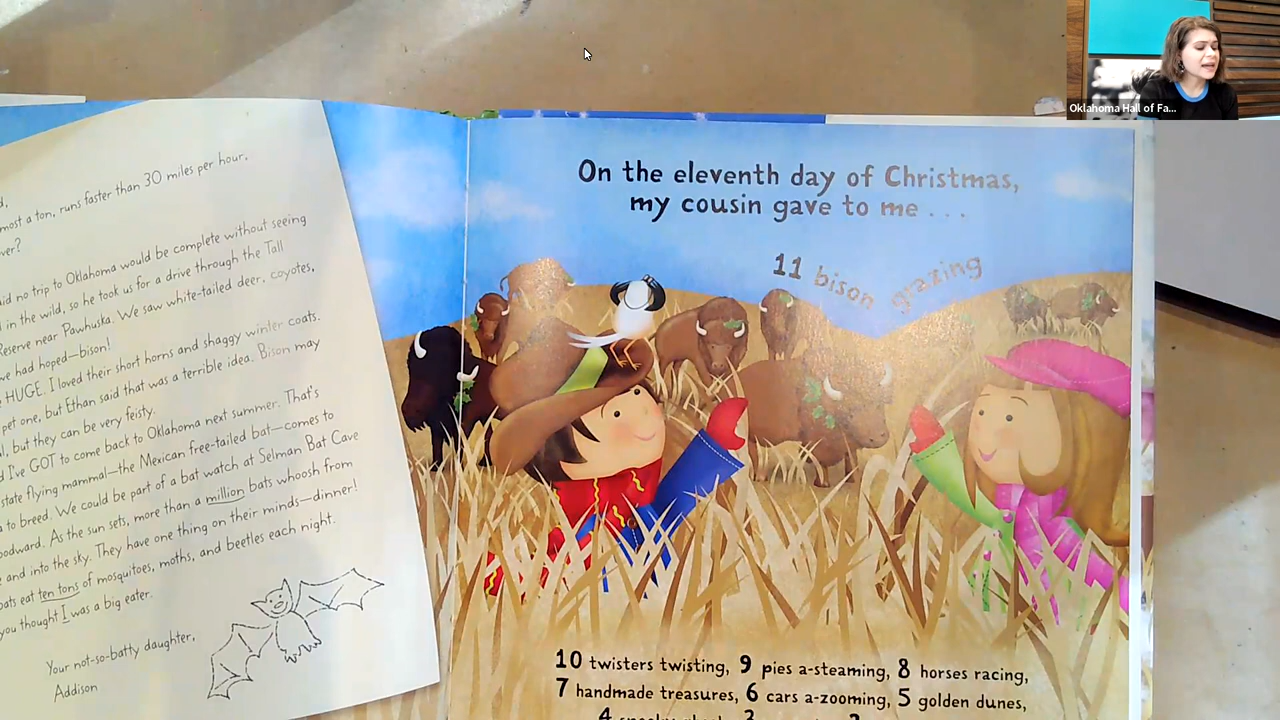 most a ton, runs faster than 30 miles per hour,
id no trip to Oklahoma would be complete without seeing
in the wild, so he took us for a drive through the Tall
Reserve near Pawhuska. We saw white-tailed deer, coyotes,
we had hoped—bison!
HUGE. I loved their short horns and shaggy winter coats.
pet one, but Ethan said that was a terrible idea. Bison may
but they can be very feisty.
I've GOT to come back to Oklahoma next summer. That's
state flying mammal—the Mexican free-tailed bat—comes to
to breed. We could be part of a bat watch at Selman Bat Cave
As the sun sets, more than a million bats whoosh from
and into the sky. They have one thing on their minds—dinner!
bats eat ten tons of mosquitoes, moths, and beetles each night.
you thought I was a big eater.
Your not-so-batty daughter,
Addison
On the eleventh day of Christmas,
my cousin gave to me . . .
11 bison grazing
10 twisters twisting, 9 pies a-steaming, 8 horses racing,
7 handmade treasures, 6 cars a-zooming, 5 golden dunes,
4
Oklahoma Hall of Fa...